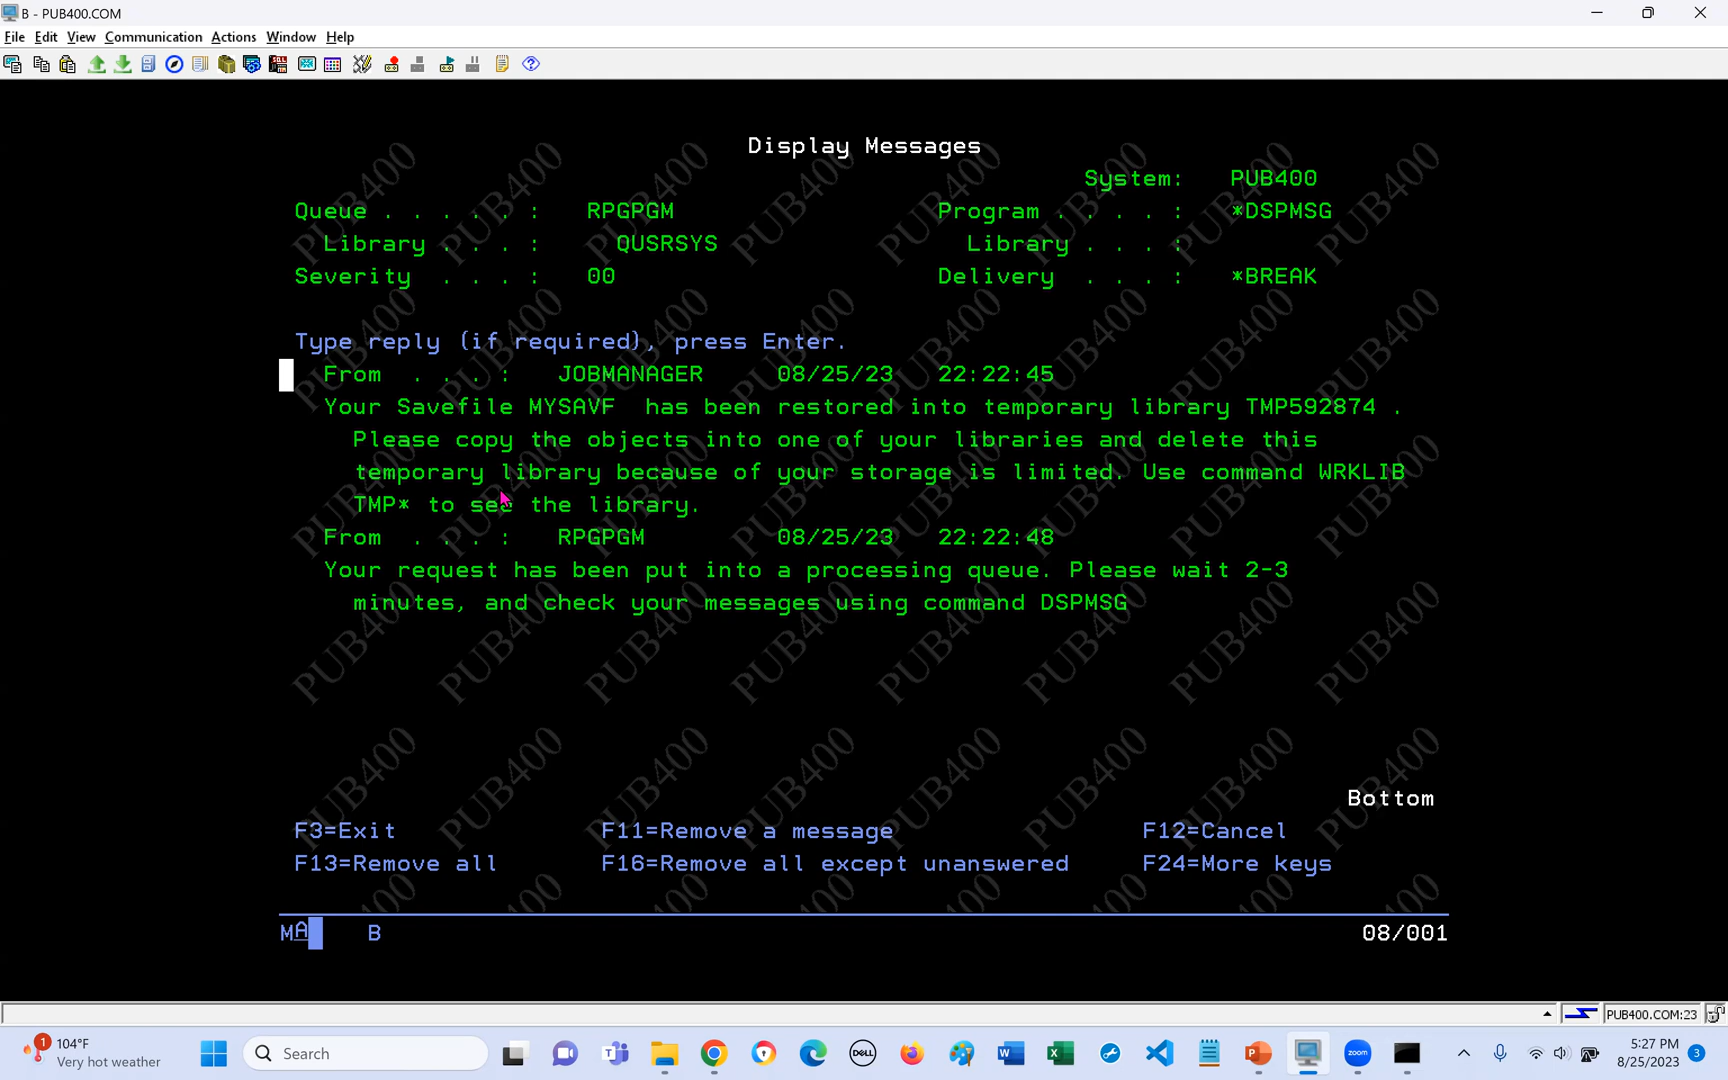 B - PUB400.COM
File Edit View Communication Actions Window Help
Display Messages
System: PUB400
Queue . . . . . : RPGPGM Program . . . . : *DSPMSG
Library . . . : QUSRSYS Library . . . :
Severity . . . : 00 Delivery . . . : *BREAK
Type reply (if required), press Enter.
From . . . : JOBMANAGER 08/25/23 22:22:45
Your Savefile MYSAVF has been restored into temporary library TMP592874 .
Please copy the objects into one of your libraries and delete this
temporary library because of your storage is limited. Use command WRKLIB
TMP* to see the library.
From . . . : RPGPGM 08/25/23 22:22:48
Your request has been put into a processing queue. Please wait 2-3
minutes, and check your messages using command DSPMSG
Bottom
F3=Exit F11=Remove a message F12=Cancel
F13=Remove all F16=Remove all except unanswered F24=More keys
MA B 08/001
PUB400.COM:23
1 104°F
Very hot weather
Search
DELL
zoom
5:27 PM
8/25/2023
3